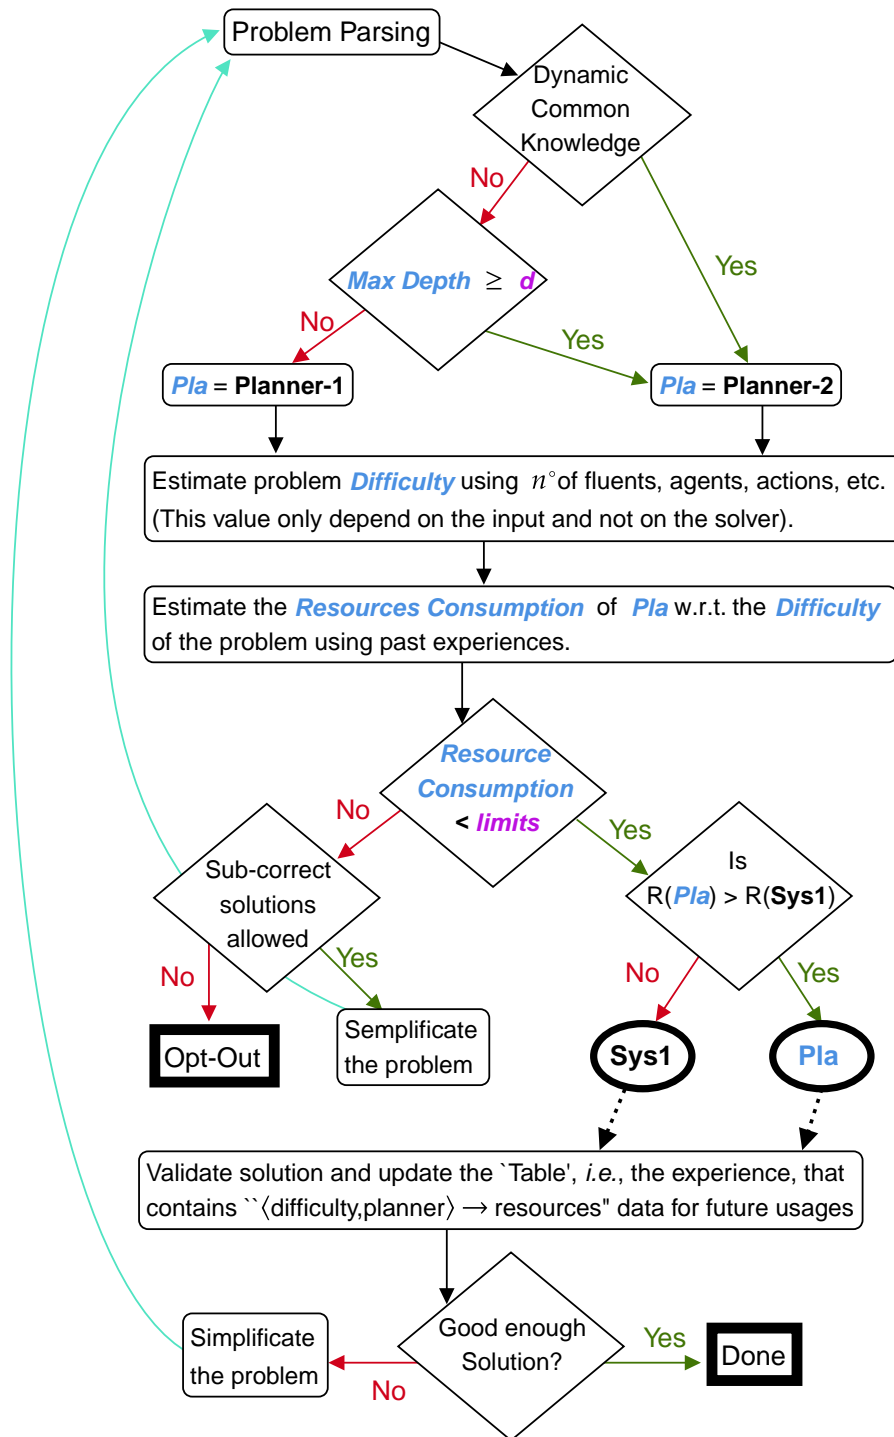 Problem Parsing
Dynamic
Common
Knowledge
No
Yes
Max Depth ≥ d
No
Yes
Pla = Planner-1
Pla = Planner-2
Estimate problem Difficulty using n° of fluents, agents, actions, etc.
(This value only depend on the input and not on the solver).
Estimate the Resources Consumption of Pla w.r.t. the Difficulty
of the problem using past experiences.
Resource
Consumption
< limits
No
Yes
Sub-correct
solutions
allowed
Is
R(Pla) > R(Sys1)
No
Yes
No
Yes
Opt-Out
Semplificate
the problem
Sys1
Pla
Validate solution and update the `Table', i.e., the experience, that
contains ``⟨difficulty,planner⟩ → resources" data for future usages
Good enough
Solution?
Simplificate
the problem
No
Yes
Done